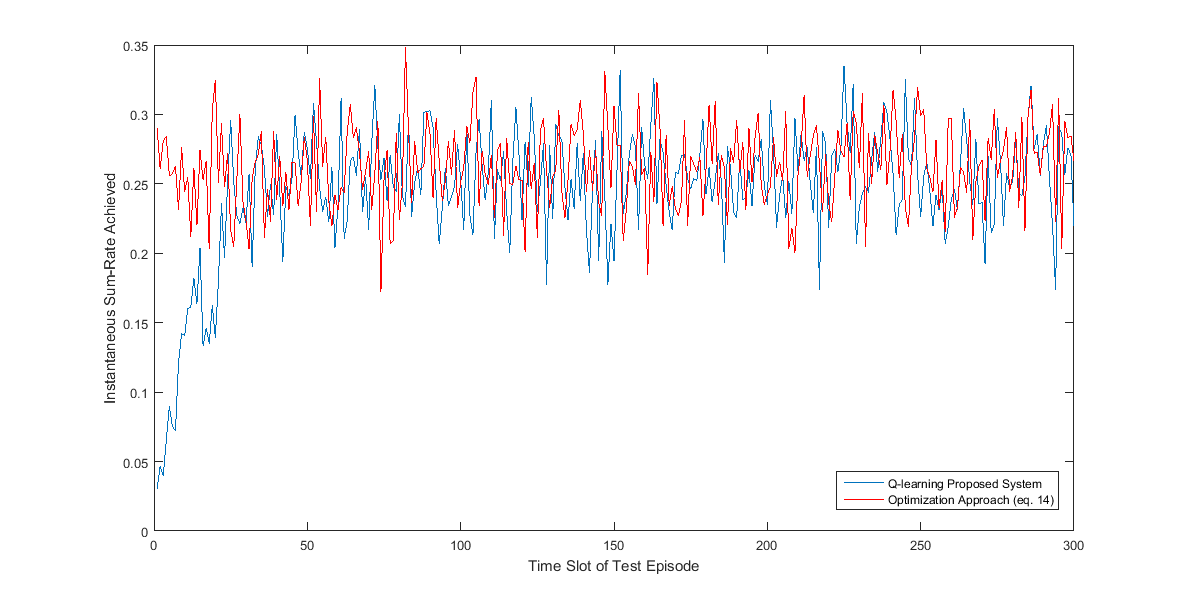 0.35
0.3
0.25
0.2
0.15
0.1
0.05
0
Instantaneous Sum-Rate Achieved
Q-learning Proposed System
Optimization Approach (eq. 14)
0 50 100 150 200 250 300
Time Slot of Test Episode